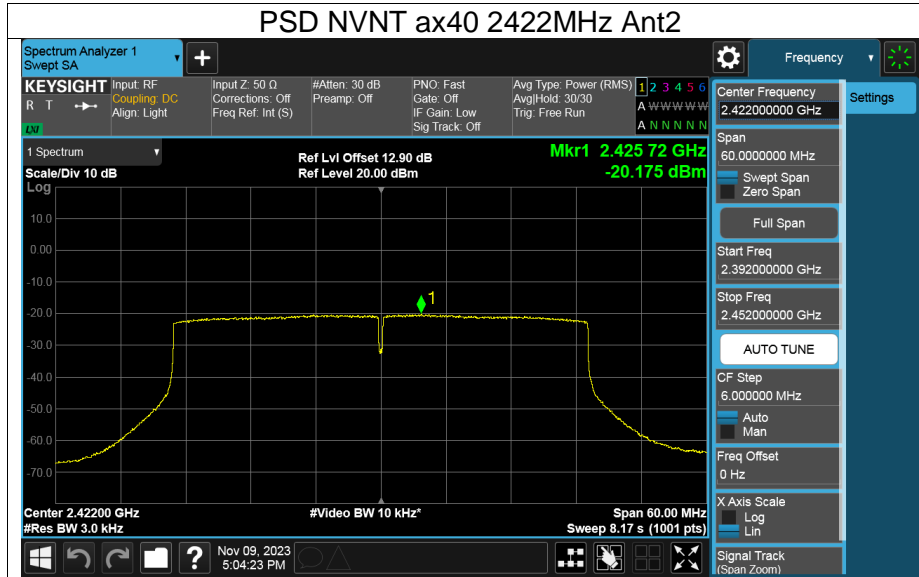 PSD NVNT ax40 2422MHz Ant2
Spectrum Analyzer 1
Swept SA
Frequency
KEYSIGHT
R T
LXI
Input: RF
Coupling: DC
Align: Light
Input Z: 50 Ω
Corrections: Off
Freq Ref: Int (S)
#Atten: 30 dB
Preamp: Off
PNO: Fast
Gate: Off
IF Gain: Low
Sig Track: Off
Avg Type: Power (RMS)
Avg|Hold: 30/30
Trig: Free Run
1 2 3 4 5 6
A W W W W W
A N N N N N
1 Spectrum
Scale/Div 10 dB
Log
Ref Lvl Offset 12.90 dB
Ref Level 20.00 dBm
Mkr1 2.425 72 GHz
-20.175 dBm
10.0
0.00
-10.0
-20.0
-30.0
-40.0
-50.0
-60.0
-70.0
1
Center 2.42200 GHz
#Res BW 3.0 kHz
#Video BW 10 kHz*
Span 60.00 MHz
Sweep 8.17 s (1001 pts)
Nov 09, 2023
5:04:23 PM
Center Frequency
2.422000000 GHz
Settings
Span
60.0000000 MHz
Swept Span
Zero Span
Full Span
Start Freq
2.392000000 GHz
Stop Freq
2.452000000 GHz
AUTO TUNE
CF Step
6.000000 MHz
Auto
Man
Freq Offset
0 Hz
X Axis Scale
Log
Lin
Signal Track
(Span Zoom)